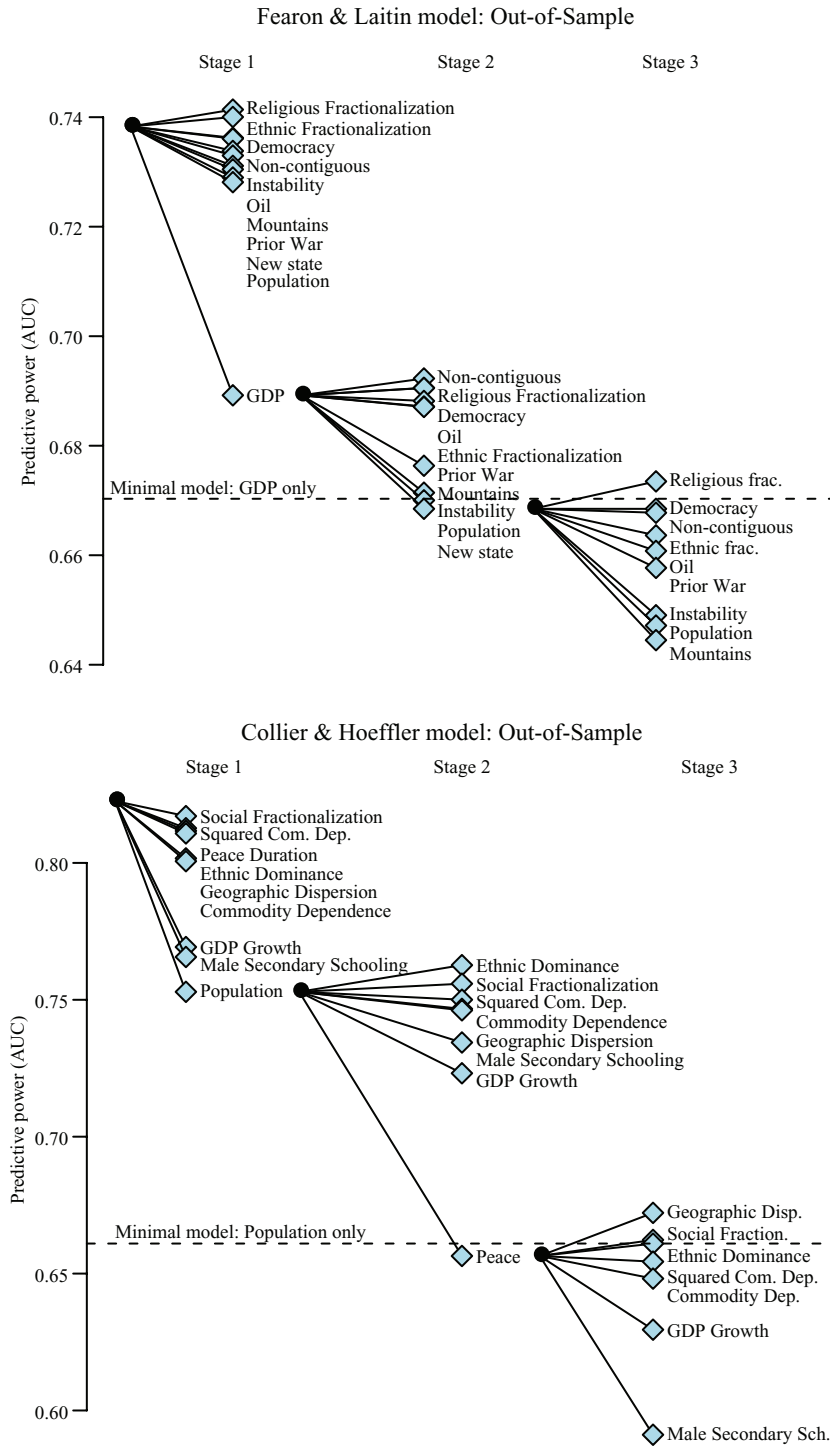 Fearon & Laitin model: Out-of-Sample
Stage 1
Stage 2
Stage 3
Predictive power (AUC)
0.74
0.72
0.70
0.68
0.66
0.64
Religious Fractionalization
Ethnic Fractionalization
Democracy
Non-contiguous
Instability
Oil
Mountains
Prior War
New state
Population
GDP
Non-contiguous
Religious Fractionalization
Democracy
Oil
Ethnic Fractionalization
Prior War
Mountains
Instability
Population
New state
Minimal model: GDP only
Religious frac.
Democracy
Non-contiguous
Ethnic frac.
Oil
Prior War
Instability
Population
Mountains
Collier & Hoeffler model: Out-of-Sample
Stage 1
Stage 2
Stage 3
Predictive power (AUC)
0.80
0.75
0.70
0.65
0.60
Social Fractionalization
Squared Com. Dep.
Peace Duration
Ethnic Dominance
Geographic Dispersion
Commodity Dependence
GDP Growth
Male Secondary Schooling
Population
Ethnic Dominance
Social Fractionalization
Squared Com. Dep.
Commodity Dependence
Geographic Dispersion
Male Secondary Schooling
GDP Growth
Peace
Minimal model: Population only
Geographic Disp.
Social Fraction.
Ethnic Dominance
Squared Com. Dep.
Commodity Dep.
GDP Growth
Male Secondary Sch.